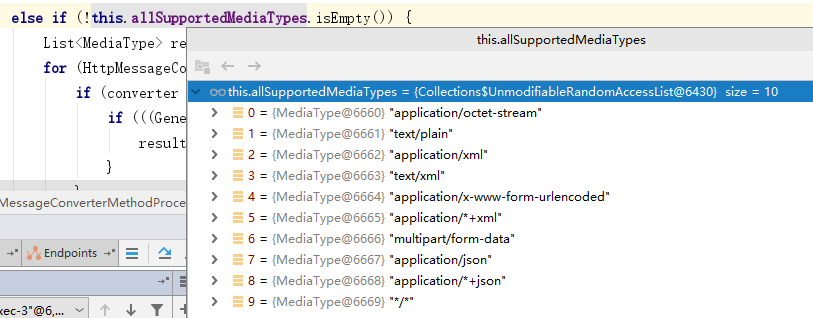 else if (!this.allSupportedMediaTypes.isEmpty()) {
List<MediaType> re
this.allSupportedMediaTypes
for (HttpMessageCo
if (converter
this.allSupportedMediaTypes = {Collections$UnmodifiableRandomAccessList@6430} size = 10
if (((Gene
0 = {MediaType@6660} "application/octet-stream"
result
1 = {MediaType@6661} "text/plain"
}
2 = {MediaType@6662} "application/xml"
3 = {MediaType@6663} "text/xml"
MessageConverterMethodProce
4 = {MediaType@6664} "application/x-www-form-urlencoded"
5 = {MediaType@6665} "application/*+xml"
Endpoints
6 = {MediaType@6666} "multipart/form-data"
7 = {MediaType@6667} "application/json"
8 = {MediaType@6668} "application/*+json"
xec-3"@6,...
9 = {MediaType@6669} "*/*"